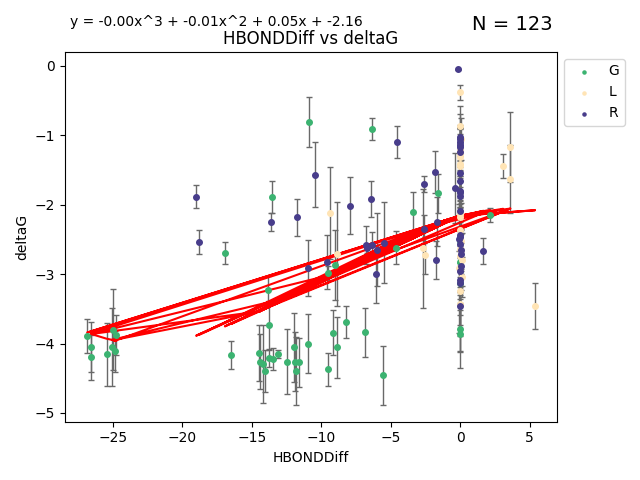 y = -0.00x^3 + -0.01x^2 + 0.05x + -2.16
N = 123
HBONDDiff vs deltaG
G
L
R
0
−1
−2
−3
−4
−5
deltaG
−25
−20
−15
−10
−5
0
5
HBONDDiff